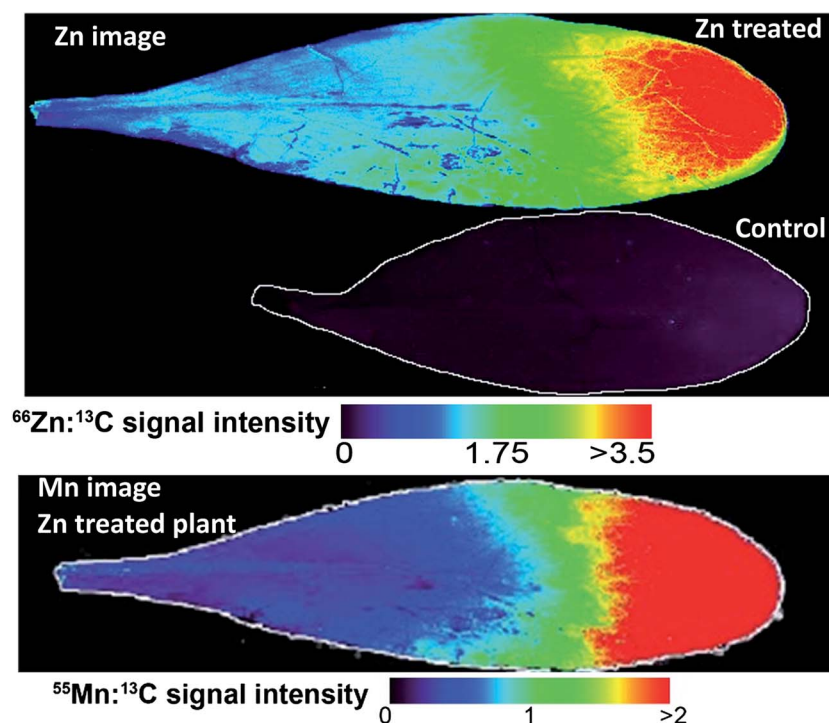 Zn image
Zn treated
Control
⁶⁶Zn:¹³C signal intensity
0 1.75 >3.5
Mn image
Zn treated plant
⁵⁵Mn:¹³C signal intensity
0 1 >2